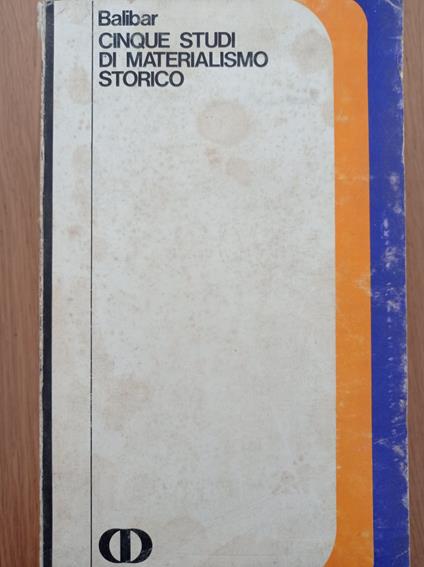 Balibar
CINQUE STUDI
DI MATERIALISMO
STORICO